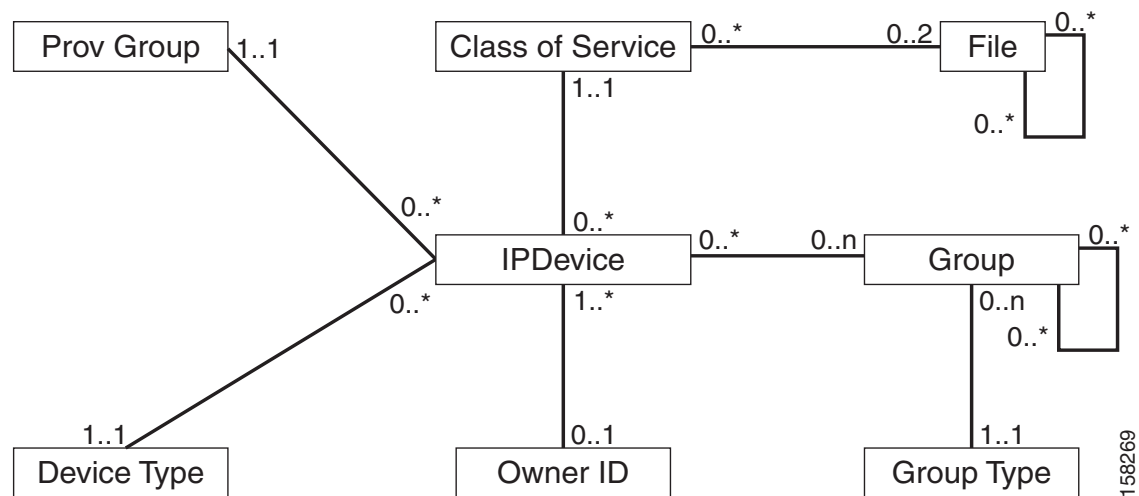 Prov Group
1..1
Class of Service
0..*
0..2
File
0..*
1..1
0..*
0..*
0..*
IPDevice
0..*
0..n
Group
0..*
0..*
1..*
0..n
0..*
1..1
0..1
1..1
Device Type
Owner ID
Group Type
158269